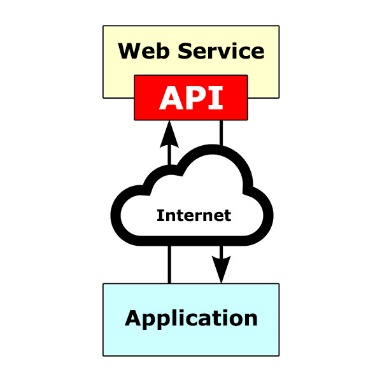 Web Service
API
Internet
Application